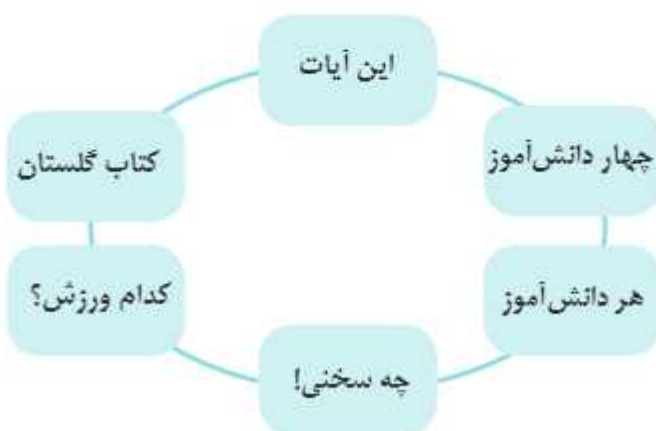 این آیات
چهار دانش‌آموز
هر دانش‌آموز
چه سخنی!
کدام ورزش؟
کتاب گلستان